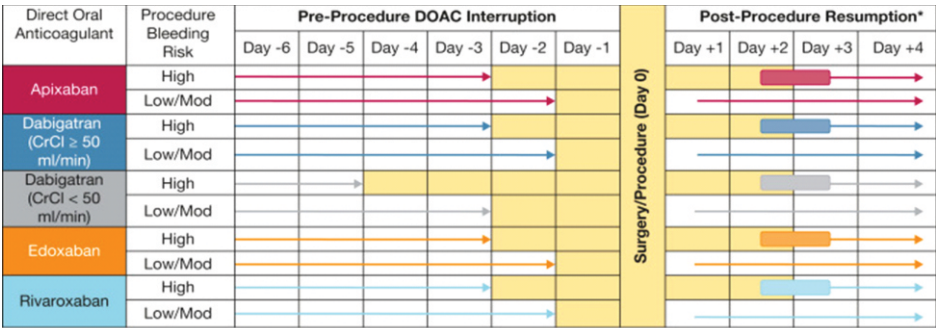 Direct Oral
Anticoagulant
Procedure
Bleeding
Risk
Pre-Procedure DOAC Interruption
Day -6
Day -5
Day -4
Day -3
Day -2
Day -1
Surgery/Procedure (Day 0)
Post-Procedure Resumption*
Day +1
Day +2
Day +3
Day +4
Apixaban
High
Low/Mod
Dabigatran
(CrCl ≥ 50
ml/min)
High
Low/Mod
Dabigatran
(CrCl < 50
ml/min)
High
Low/Mod
Edoxaban
High
Low/Mod
Rivaroxaban
High
Low/Mod